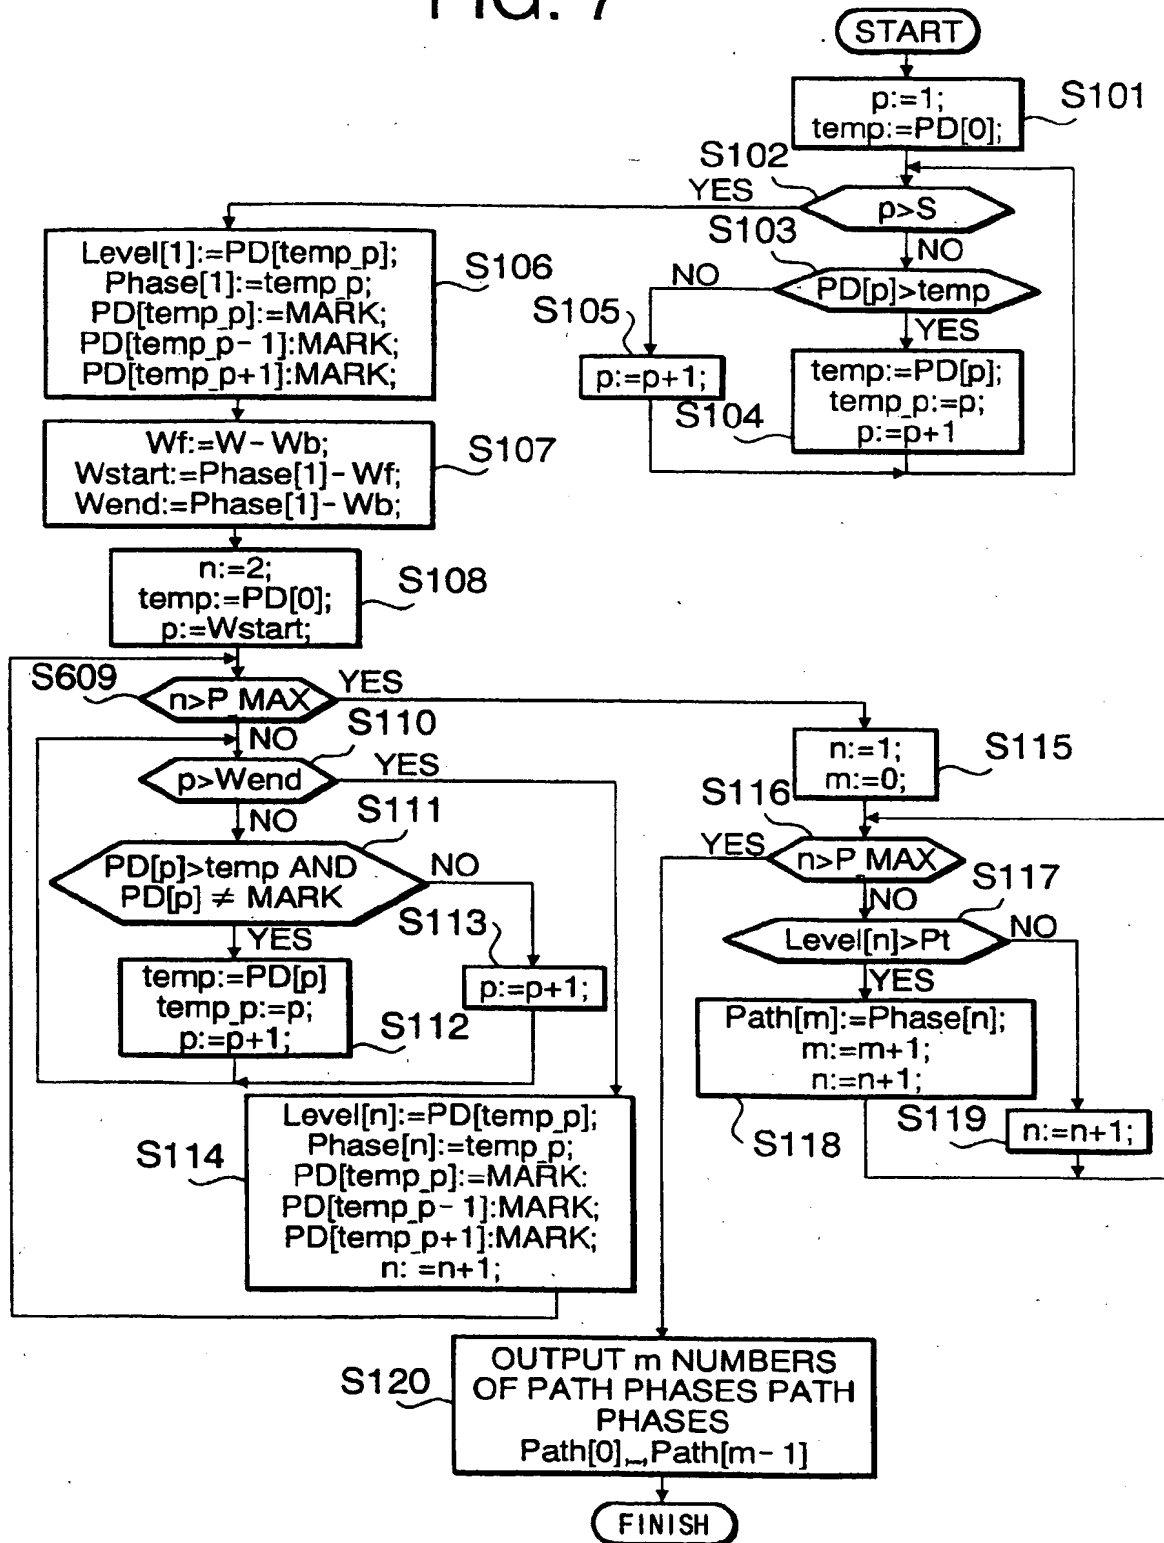 FIG. 7
START
p:=1;
temp:=PD[0];
S101
S102
YES
p>S
S103
NO
NO
PD[p]>temp
S105
YES
p:=p+1;
temp:=PD[p];
temp_p:=p;
p:=p+1
S104
Level[1]:=PD[temp_p];
Phase[1]:=temp_p;
PD[temp_p]:=MARK;
PD[temp_p-1]:MARK;
PD[temp_p+1]:MARK;
S106
Wf:=W-Wb;
Wstart:=Phase[1]-Wf;
Wend:=Phase[1]-Wb;
S107
n:=2;
temp:=PD[0];
p:=Wstart;
S108
S609
n>P MAX
YES
NO
S110
p>Wend
YES
NO
S111
PD[p]>temp AND
PD[p] ≠ MARK
NO
YES
S113
p:=p+1;
temp:=PD[p]
temp_p:=p;
p:=p+1;
S112
Level[n]:=PD[temp_p];
Phase[n]:=temp_p;
PD[temp_p]:=MARK:
PD[temp_p-1]:MARK;
PD[temp_p+1]:MARK;
n: =n+1;
S114
n:=1;
m:=0;
S115
S116
YES
n>P MAX
NO
S117
Level[n]>Pt
NO
YES
Path[m]:=Phase[n];
m:=m+1;
n:=n+1;
S118
S119
n:=n+1;
S120
OUTPUT m NUMBERS
OF PATH PHASES PATH
PHASES
Path[0],...,Path[m-1]
FINISH